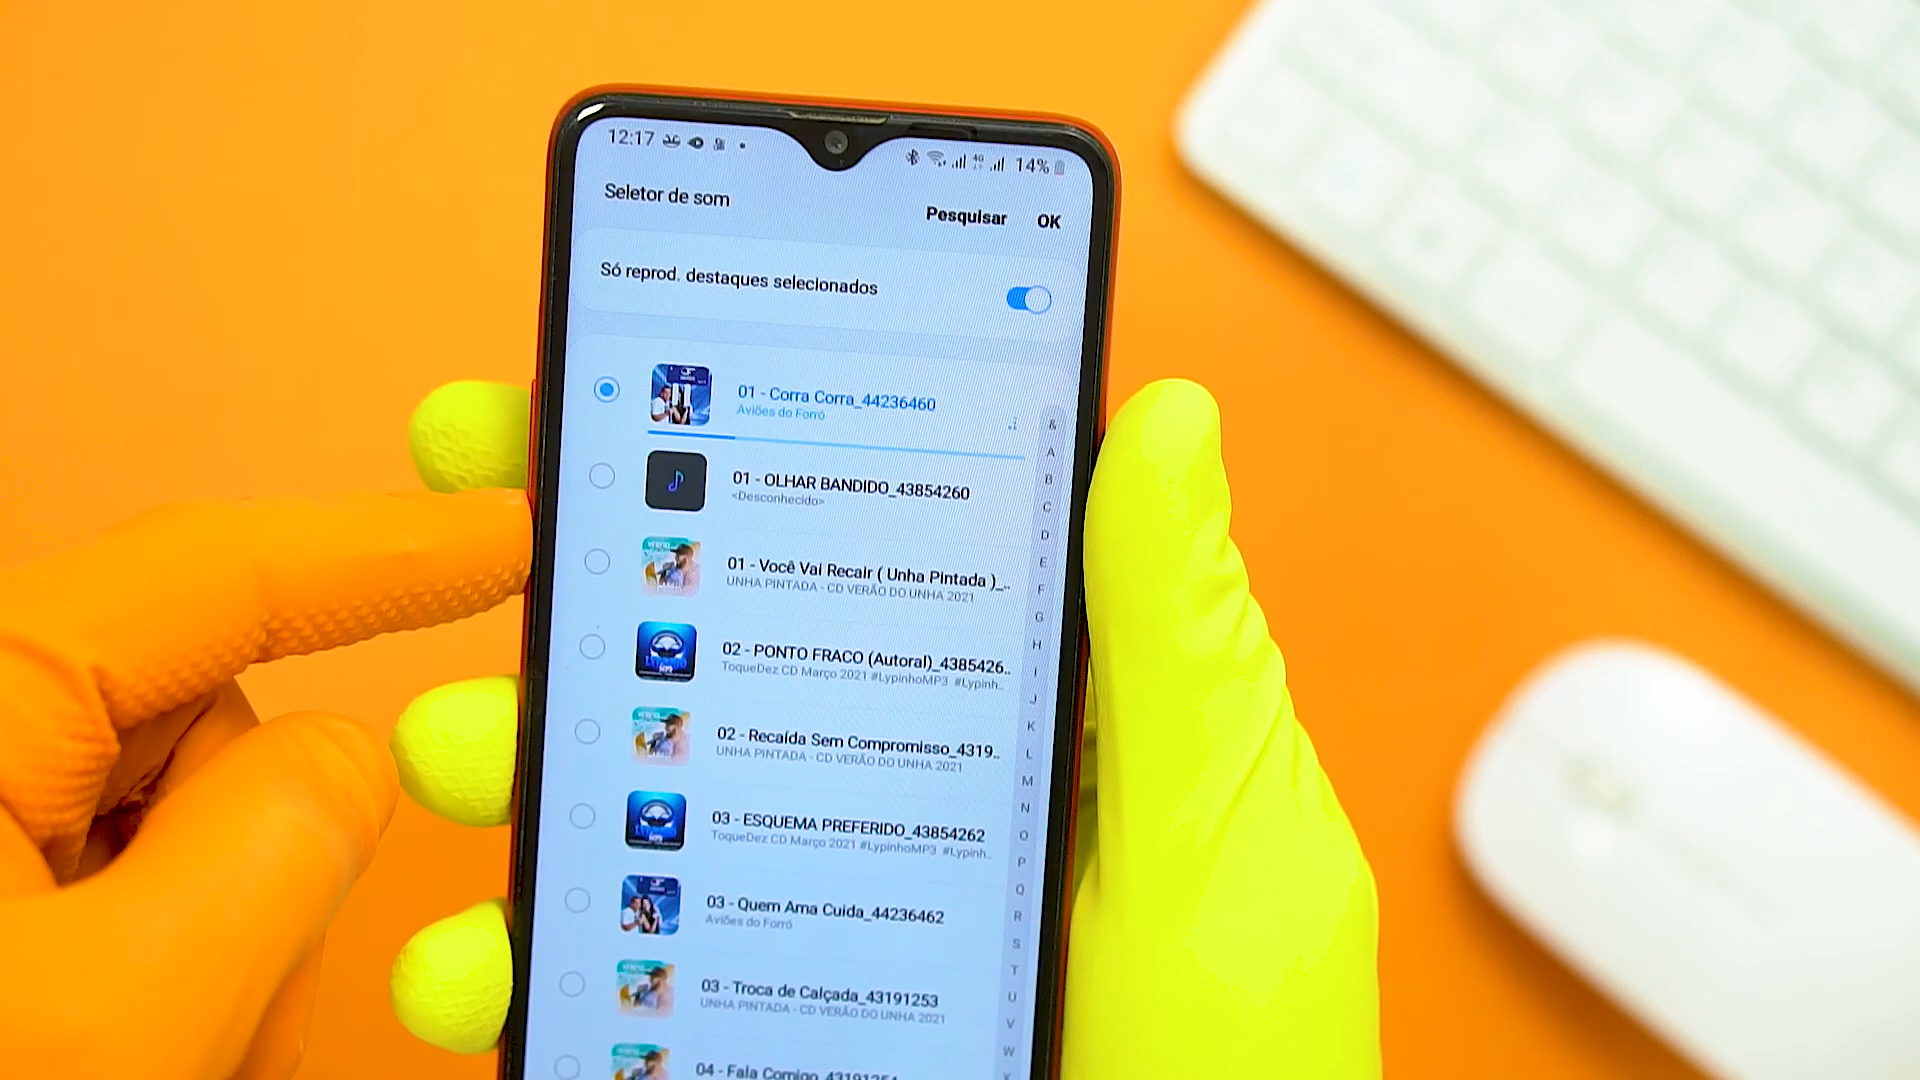 12:17
4G
14%
Seletor de som
Pesquisar
OK
Só reprod. destaques selecionados
01 - Corra Corra_44236460
Aviões do Forró
01 - OLHAR BANDIDO_43854260
<Desconhecido>
01 - Você Vai Recair ( Unha Pintada )_..
UNHA PINTADA - CD VERÃO DO UNHA 2021
02 - PONTO FRACO (Autoral)_4385426..
ToqueDez CD Março 2021 #LypinhoMP3 #Lypinh..
02 - Recaída Sem Compromisso_4319..
UNHA PINTADA - CD VERÃO DO UNHA 2021
03 - ESQUEMA PREFERIDO_43854262
ToqueDez CD Março 2021 #LypinhoMP3 #Lypinh..
03 - Quem Ama Cuida_44236462
Aviões do Forró
03 - Troca de Calçada_43191253
UNHA PINTADA - CD VERÃO DO UNHA 2021
04 - Fala Comigo_43191254
&
A
B
C
D
E
F
G
H
I
J
K
L
M
N
O
P
Q
R
S
T
U
V
W